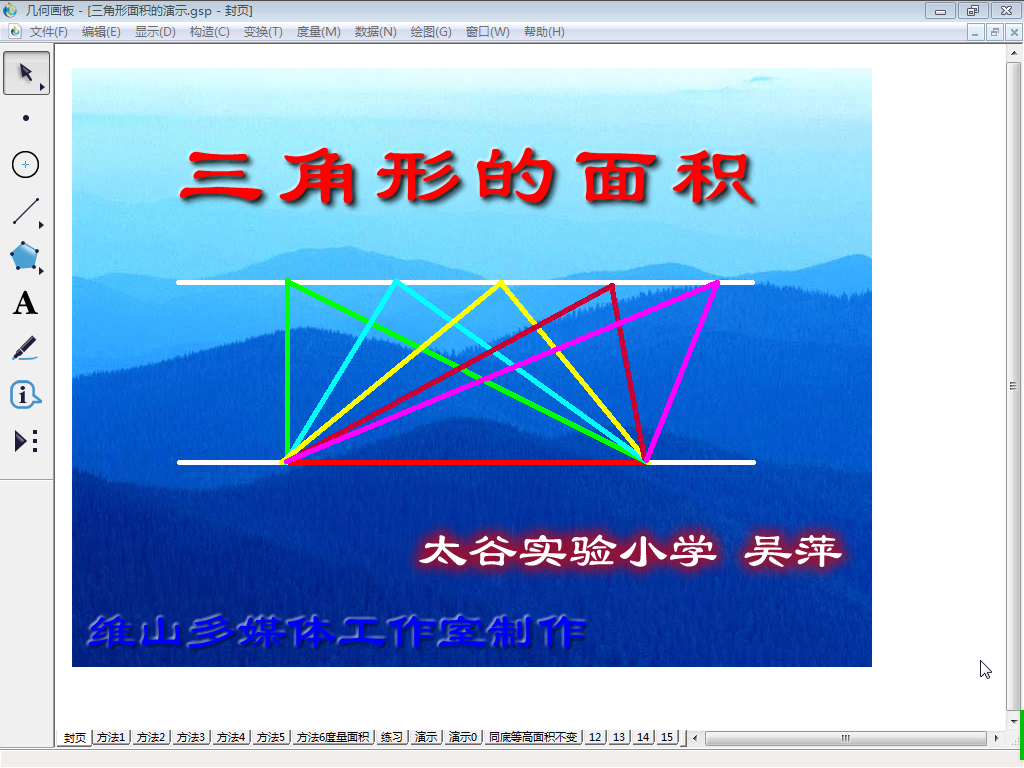 几何画板 - [三角形面积的演示.gsp - 封页]
文件(F) 编辑(E) 显示(D) 构造(C) 变换(T) 度量(M) 数据(N) 绘图(G) 窗口(W) 帮助(H)
A
三角形的面积
太谷实验小学 吴萍
维山多媒体工作室制作
封页 方法1 方法2 方法3 方法4 方法5 方法6度量面积 练习 演示 演示0 同底等高面积不变 12 13 14 15